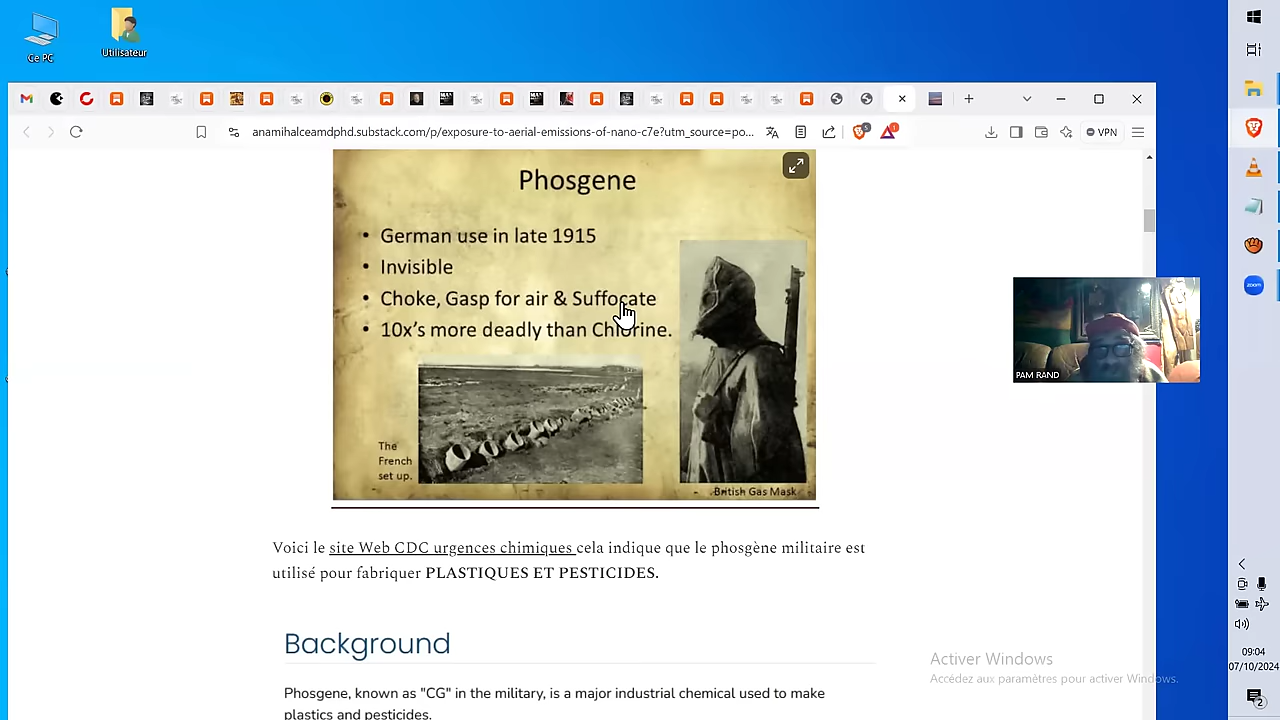 Ce PC
Utilisateur
anamihalceamdphd.substack.com/p/exposure-to-aerial-emissions-of-nano-c7e?utm_source=po...
VPN
Phosgene
• German use in late 1915
• Invisible
• Choke, Gasp for air & Suffocate
• 10x's more deadly than Chlorine.
The
French
set up.
British Gas Mask
PAM RAND
zoom
Voici le site Web CDC urgences chimiques cela indique que le phosgène militaire est
utilisé pour fabriquer PLASTIQUES ET PESTICIDES.
Background
Phosgene, known as "CG" in the military, is a major industrial chemical used to make
plastics and pesticides.
Activer Windows
Accédez aux paramètres pour activer Windows.
09:04
07/10/2024
2